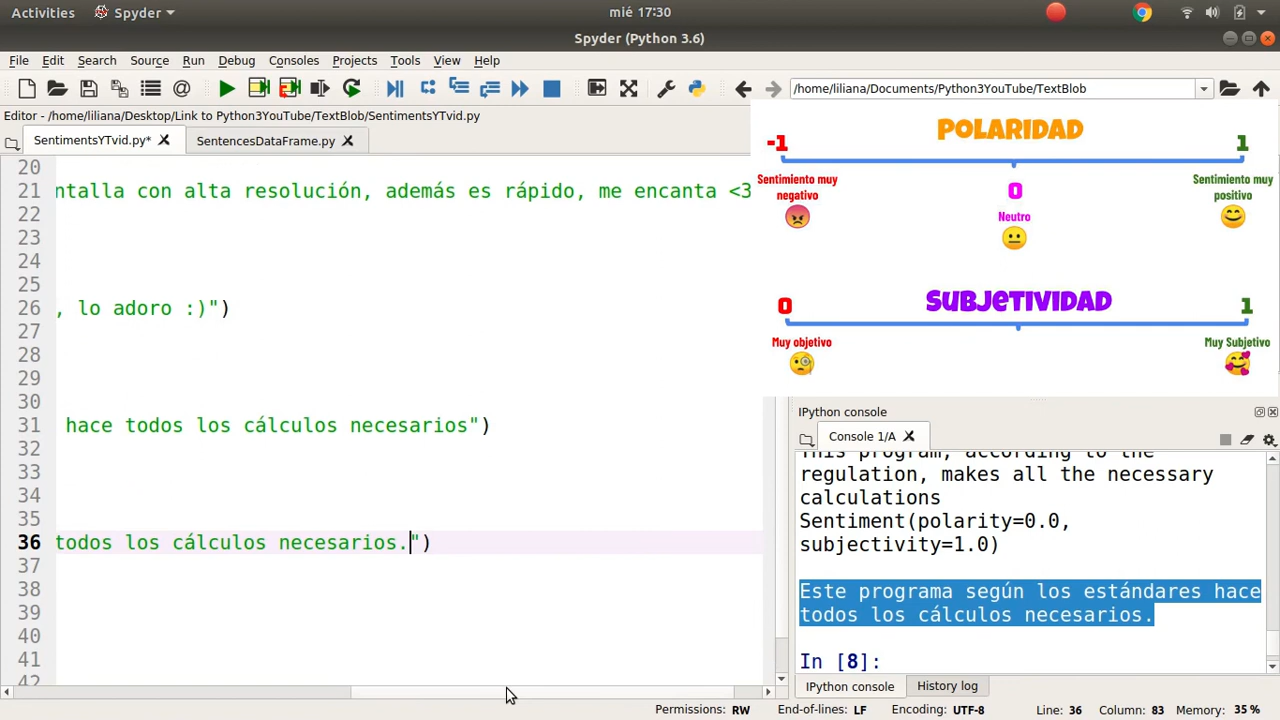 Activities Spyder mié 17:30
Spyder (Python 3.6)
File Edit Search Source Run Debug Consoles Projects Tools View Help
/home/liliana/Documents/Python3YouTube/TextBlob
Editor - /home/liliana/Desktop/Link to Python3YouTube/TextBlob/SentimentsYTvid.py
SentimentsYTvid.py* SentencesDataFrame.py
20
21 ntalla con alta resolución, además es rápido, me encanta <3
22
23
24
25
26 , lo adoro :)")
27
28
29
30
31 hace todos los cálculos necesarios")
32
33
34
35
36 todos los cálculos necesarios.")
37
38
39
40
41
42
POLARIDAD
-1 1
Sentimiento muy negativo
0
Neutro
Sentimiento muy positivo
SUBJETIVIDAD
0 1
Muy objetivo Muy Subjetivo
IPython console
Console 1/A
This program, according to the
regulation, makes all the necessary
calculations
Sentiment(polarity=0.0,
subjectivity=1.0)
Este programa según los estándares hace
todos los cálculos necesarios.
In [8]:
IPython console History log
Permissions: RW End-of-lines: LF Encoding: UTF-8 Line: 36 Column: 83 Memory: 35 %